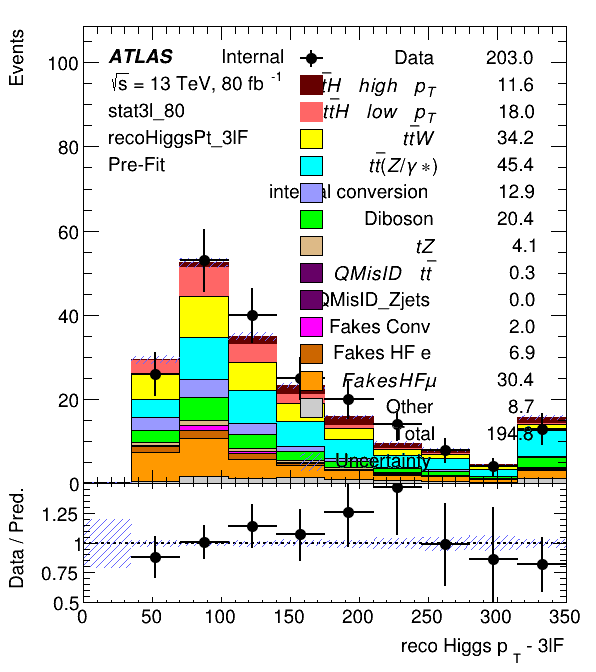 Events
ATLAS Internal
√s = 13 TeV, 80 fb⁻¹
stat3l_80
recoHiggsPt_3lF
Pre-Fit
Data 203.0
tt̄H high p_T 11.6
tt̄H low p_T 18.0
tt̄W 34.2
tt̄(Z/γ*) 45.4
internal conversion 12.9
Diboson 20.4
tZ 4.1
QMisID tt̄ 0.3
QMisID_Zjets 0.0
Fakes Conv 2.0
Fakes HF e 6.9
FakesHFμ 30.4
Other 8.7
Total 194.8
Uncertainty
100
80
60
40
20
0
Data / Pred.
1.25
1
0.75
0.5
0 50 100 150 200 250 300 350
reco Higgs p_T - 3lF